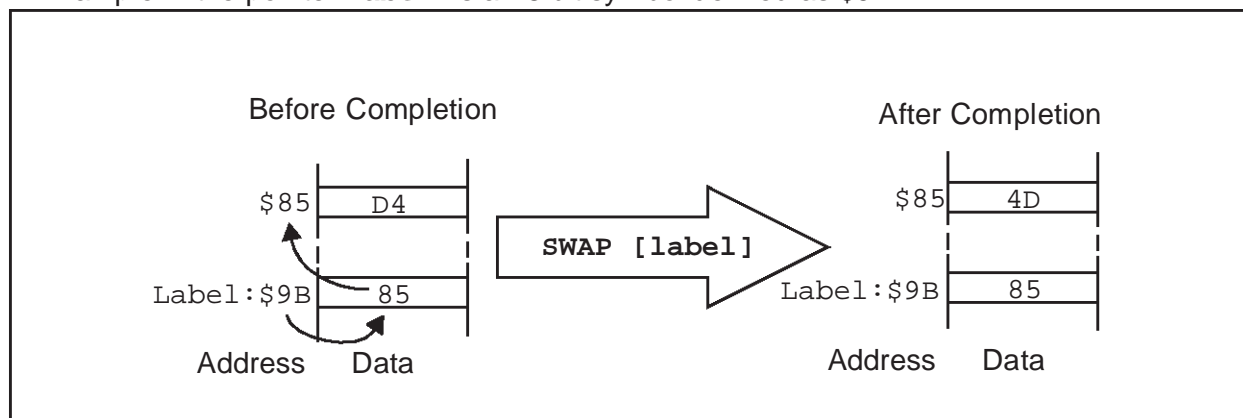 Before Completion
After Completion
$85 D4
$85 4D
SWAP [label]
Label:$9B 85
Label:$9B 85
Address Data
Address Data